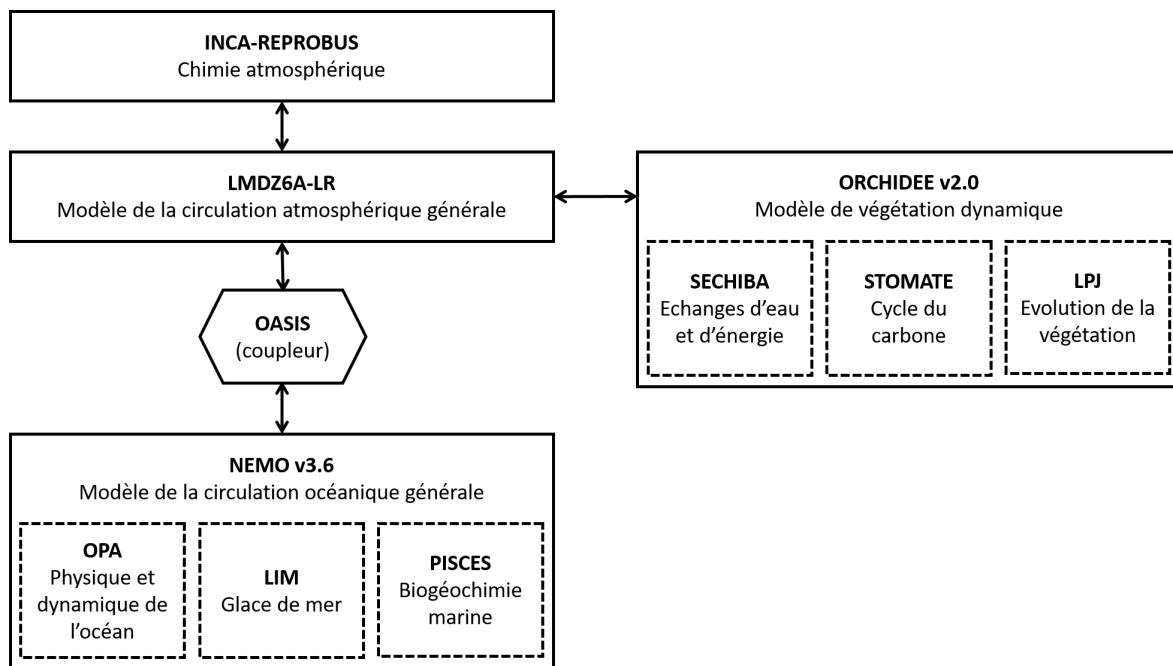 INCA-REPROBUS
Chimie atmosphérique
LMDZ6A-LR
Modèle de la circulation atmosphérique générale
ORCHIDEE v2.0
Modèle de végétation dynamique
SECHIBA
Echanges d’eau
et d’énergie
STOMATE
Cycle du
carbone
LPJ
Evolution de la
végétation
OASIS
(coupleur)
NEMO v3.6
Modèle de la circulation océanique générale
OPA
Physique et
dynamique de
l’océan
LIM
Glace de mer
PISCES
Biogéochimie
marine